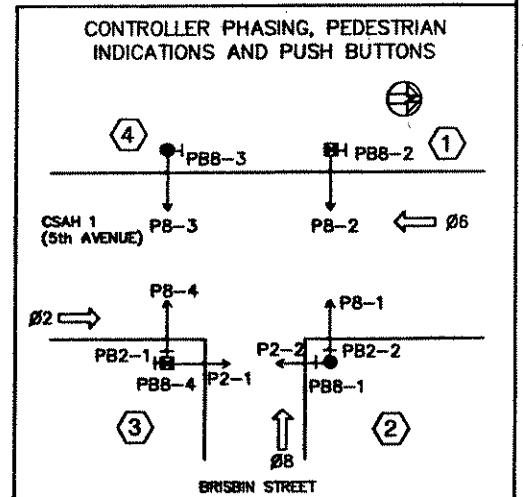 CONTROLLER PHASING, PEDESTRIAN
INDICATIONS AND PUSH BUTTONS
4
PB8-3
PB8-2
1
CSAH 1
(5th AVENUE)
P8-3
P8-2
Ø6
P8-4
P8-1
Ø2
PB2-1
P2-2
PB2-2
PB8-4
P2-1
PB8-1
3
Ø8
2
BRISBIN STREET